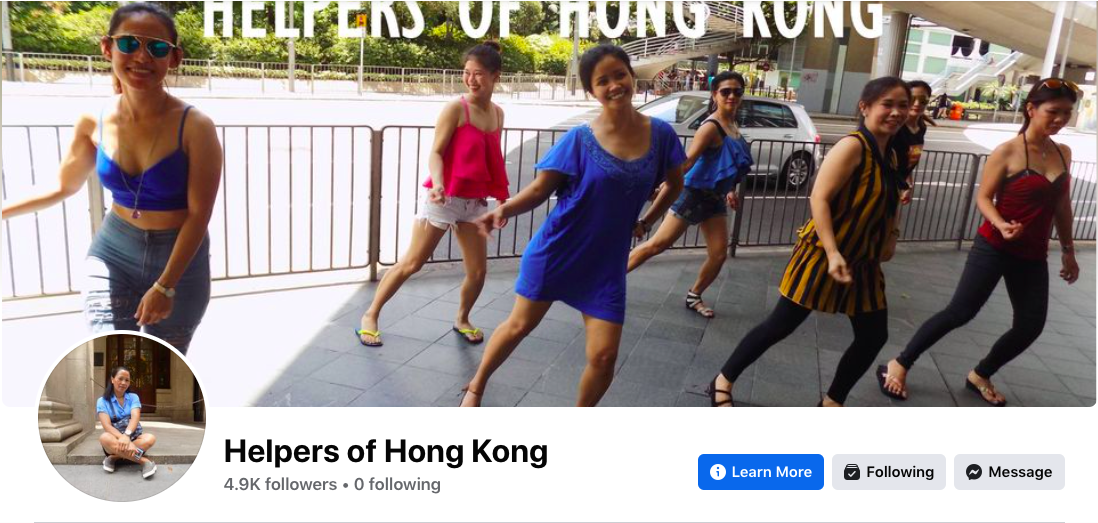 HELPERS OF HONG KONG
Helpers of Hong Kong
4.9K followers • 0 following
Learn More
Following
Message